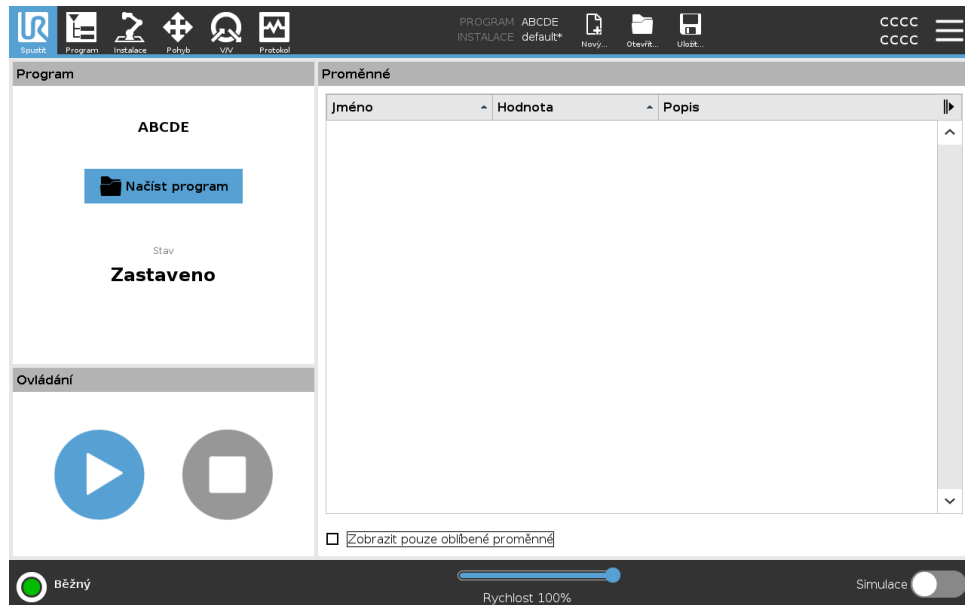 UR
Spustit Program Instalace Pohyb V/V Protokol
PROGRAM ABCDE
INSTALACE default*
Nový... Otevřít... Uložit...
CCCC
CCCC
Program
Proměnné
Jméno Hodnota Popis
ABCDE
Načíst program
Stav
Zastaveno
Ovládání
Zobrazit pouze oblíbené proměnné
Běžný
Rychlost 100%
Simulace